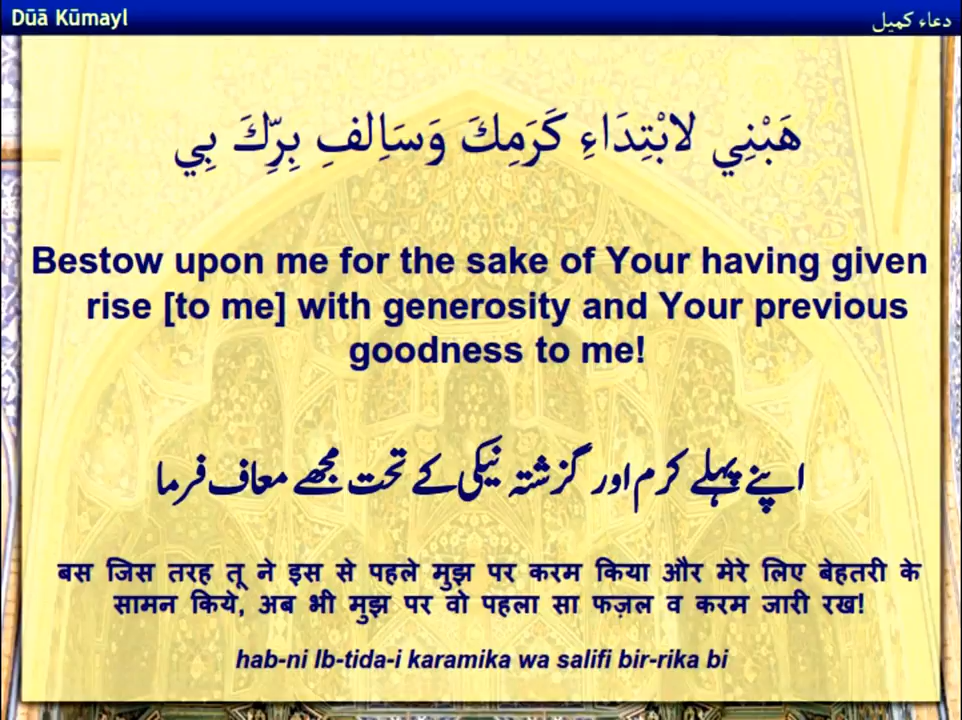 Dūā Kūmayl
دعاء كميل
هَبْنِي لابْتِدَاءِ كَرَمِكَ وَسَاِلفِ بِرِّكَ بِي
Bestow upon me for the sake of Your having given
rise [to me] with generosity and Your previous
goodness to me!
اپنے پہلے کرم اور گزشتہ نیکی کے تحت مجھے معاف فرما
बस जिस तरह तू ने इस से पहले मुझ पर करम किया और मेरे लिए बेहतरी के
सामन किये, अब भी मुझ पर वो पहला सा फज़ल व करम जारी रख!
hab-ni lb-tida-i karamika wa salifi bir-rika bi